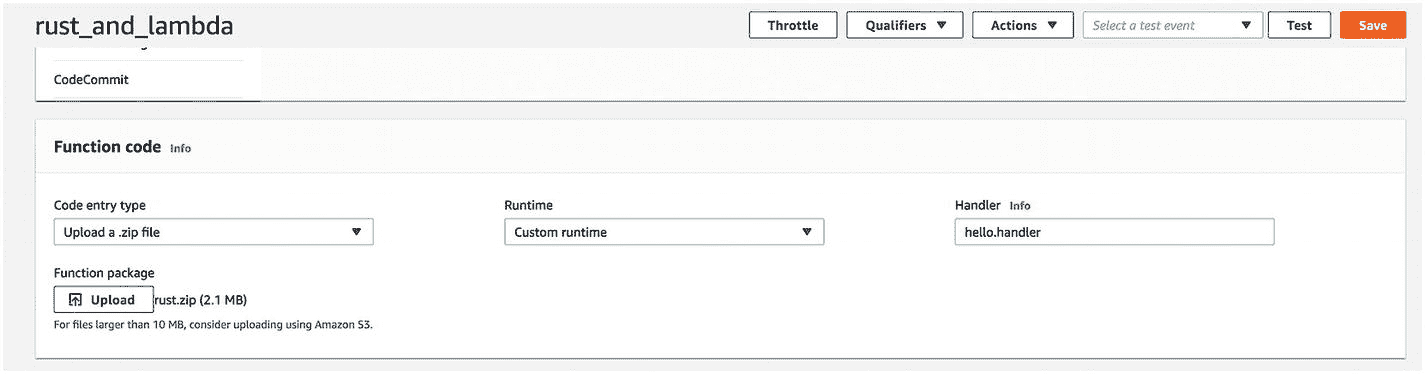 rust_and_lambda
Throttle
Qualifiers
Actions
Select a test event
Test
Save
CodeCommit
Function code Info
Code entry type
Runtime
Handler Info
Upload a .zip file
Custom runtime
hello.handler
Function package
Upload rust.zip (2.1 MB)
For files larger than 10 MB, consider uploading using Amazon S3.